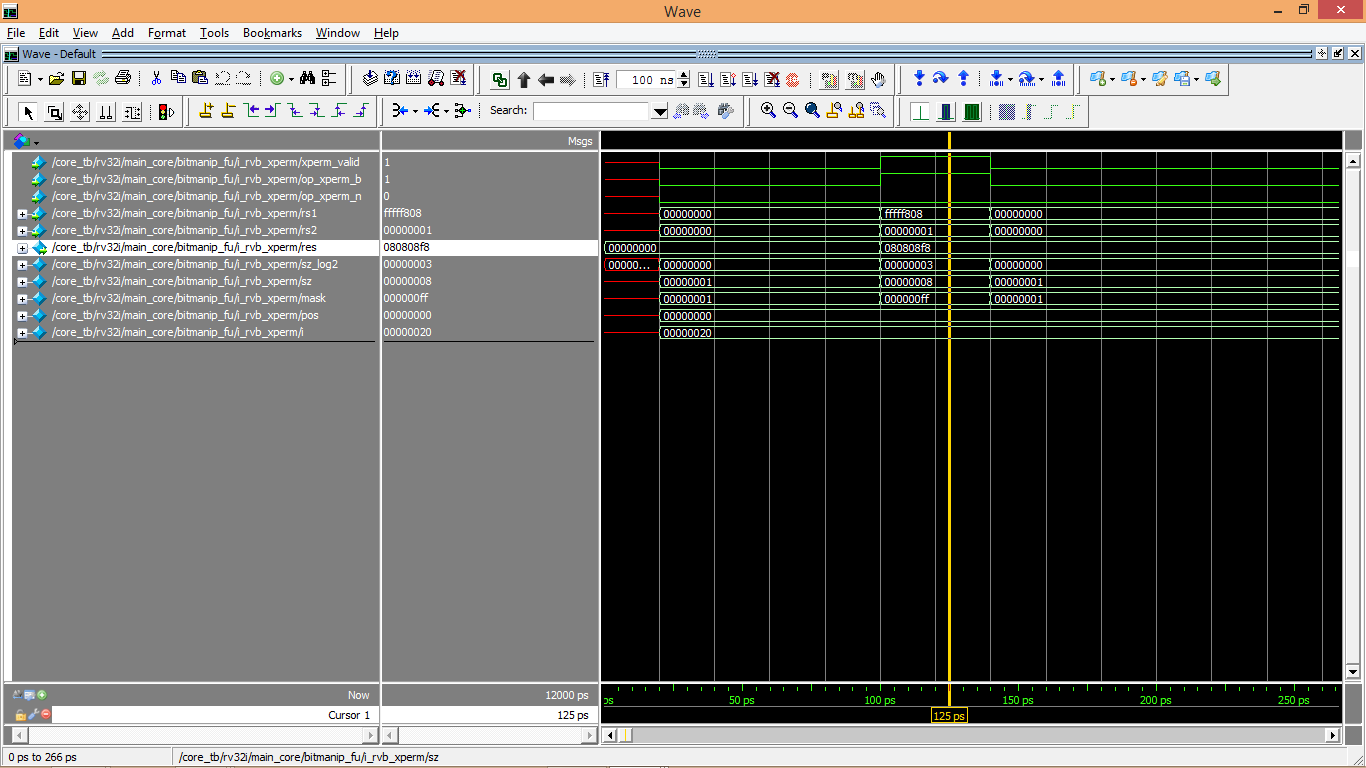 Wave
File Edit View Add Format Tools Bookmarks Window Help
Wave - Default
100 ns
Search:
Msgs
/core_tb/rv32i/main_core/bitmanip_fu/i_rvb_xperm/xperm_valid 1
/core_tb/rv32i/main_core/bitmanip_fu/i_rvb_xperm/op_xperm_b 1
/core_tb/rv32i/main_core/bitmanip_fu/i_rvb_xperm/op_xperm_n 0
/core_tb/rv32i/main_core/bitmanip_fu/i_rvb_xperm/rs1 fffff808 00000000 fffff808 00000000
/core_tb/rv32i/main_core/bitmanip_fu/i_rvb_xperm/rs2 00000001 00000000 00000001 00000000
/core_tb/rv32i/main_core/bitmanip_fu/i_rvb_xperm/res 080808f8 00000000 080808f8
/core_tb/rv32i/main_core/bitmanip_fu/i_rvb_xperm/sz_log2 00000003 00000... 00000000 00000003 00000000
/core_tb/rv32i/main_core/bitmanip_fu/i_rvb_xperm/sz 00000008 00000001 00000008 00000001
/core_tb/rv32i/main_core/bitmanip_fu/i_rvb_xperm/mask 000000ff 00000001 000000ff 00000001
/core_tb/rv32i/main_core/bitmanip_fu/i_rvb_xperm/pos 00000000 00000000
/core_tb/rv32i/main_core/bitmanip_fu/i_rvb_xperm/i 00000020 00000020
Now 12000 ps ps 50 ps 100 ps 150 ps 200 ps 250 ps
Cursor 1 125 ps 125 ps
0 ps to 266 ps /core_tb/rv32i/main_core/bitmanip_fu/i_rvb_xperm/sz